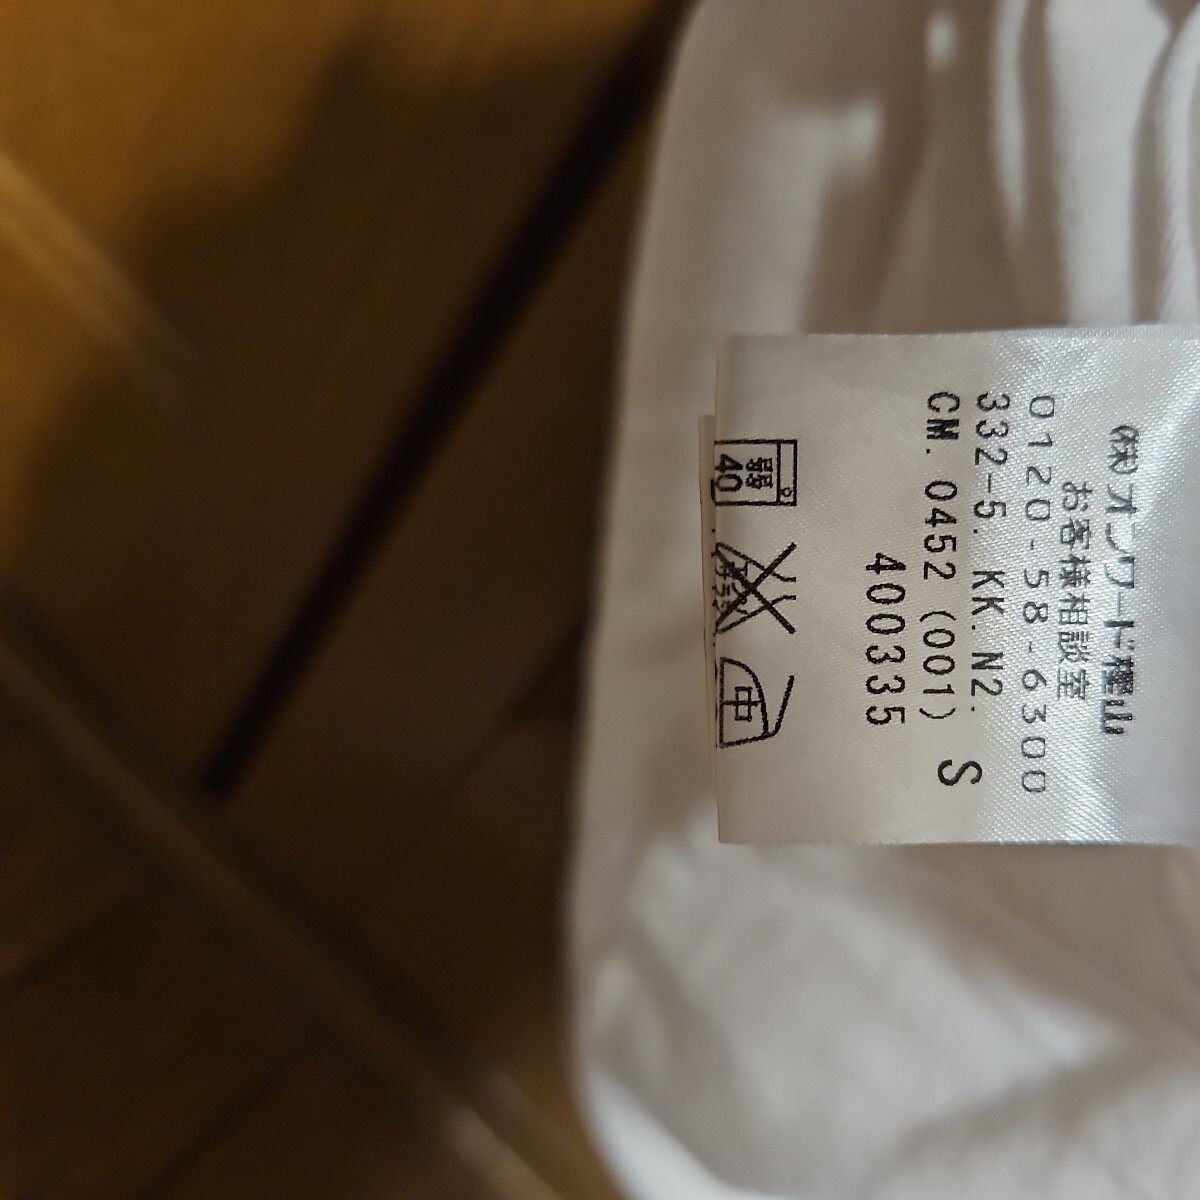 ㈱オンワード樫山
お客様相談室
0120-58-6300
332-5. KK. N2.
CM. 0452 (001) S
400335
弱 40 中